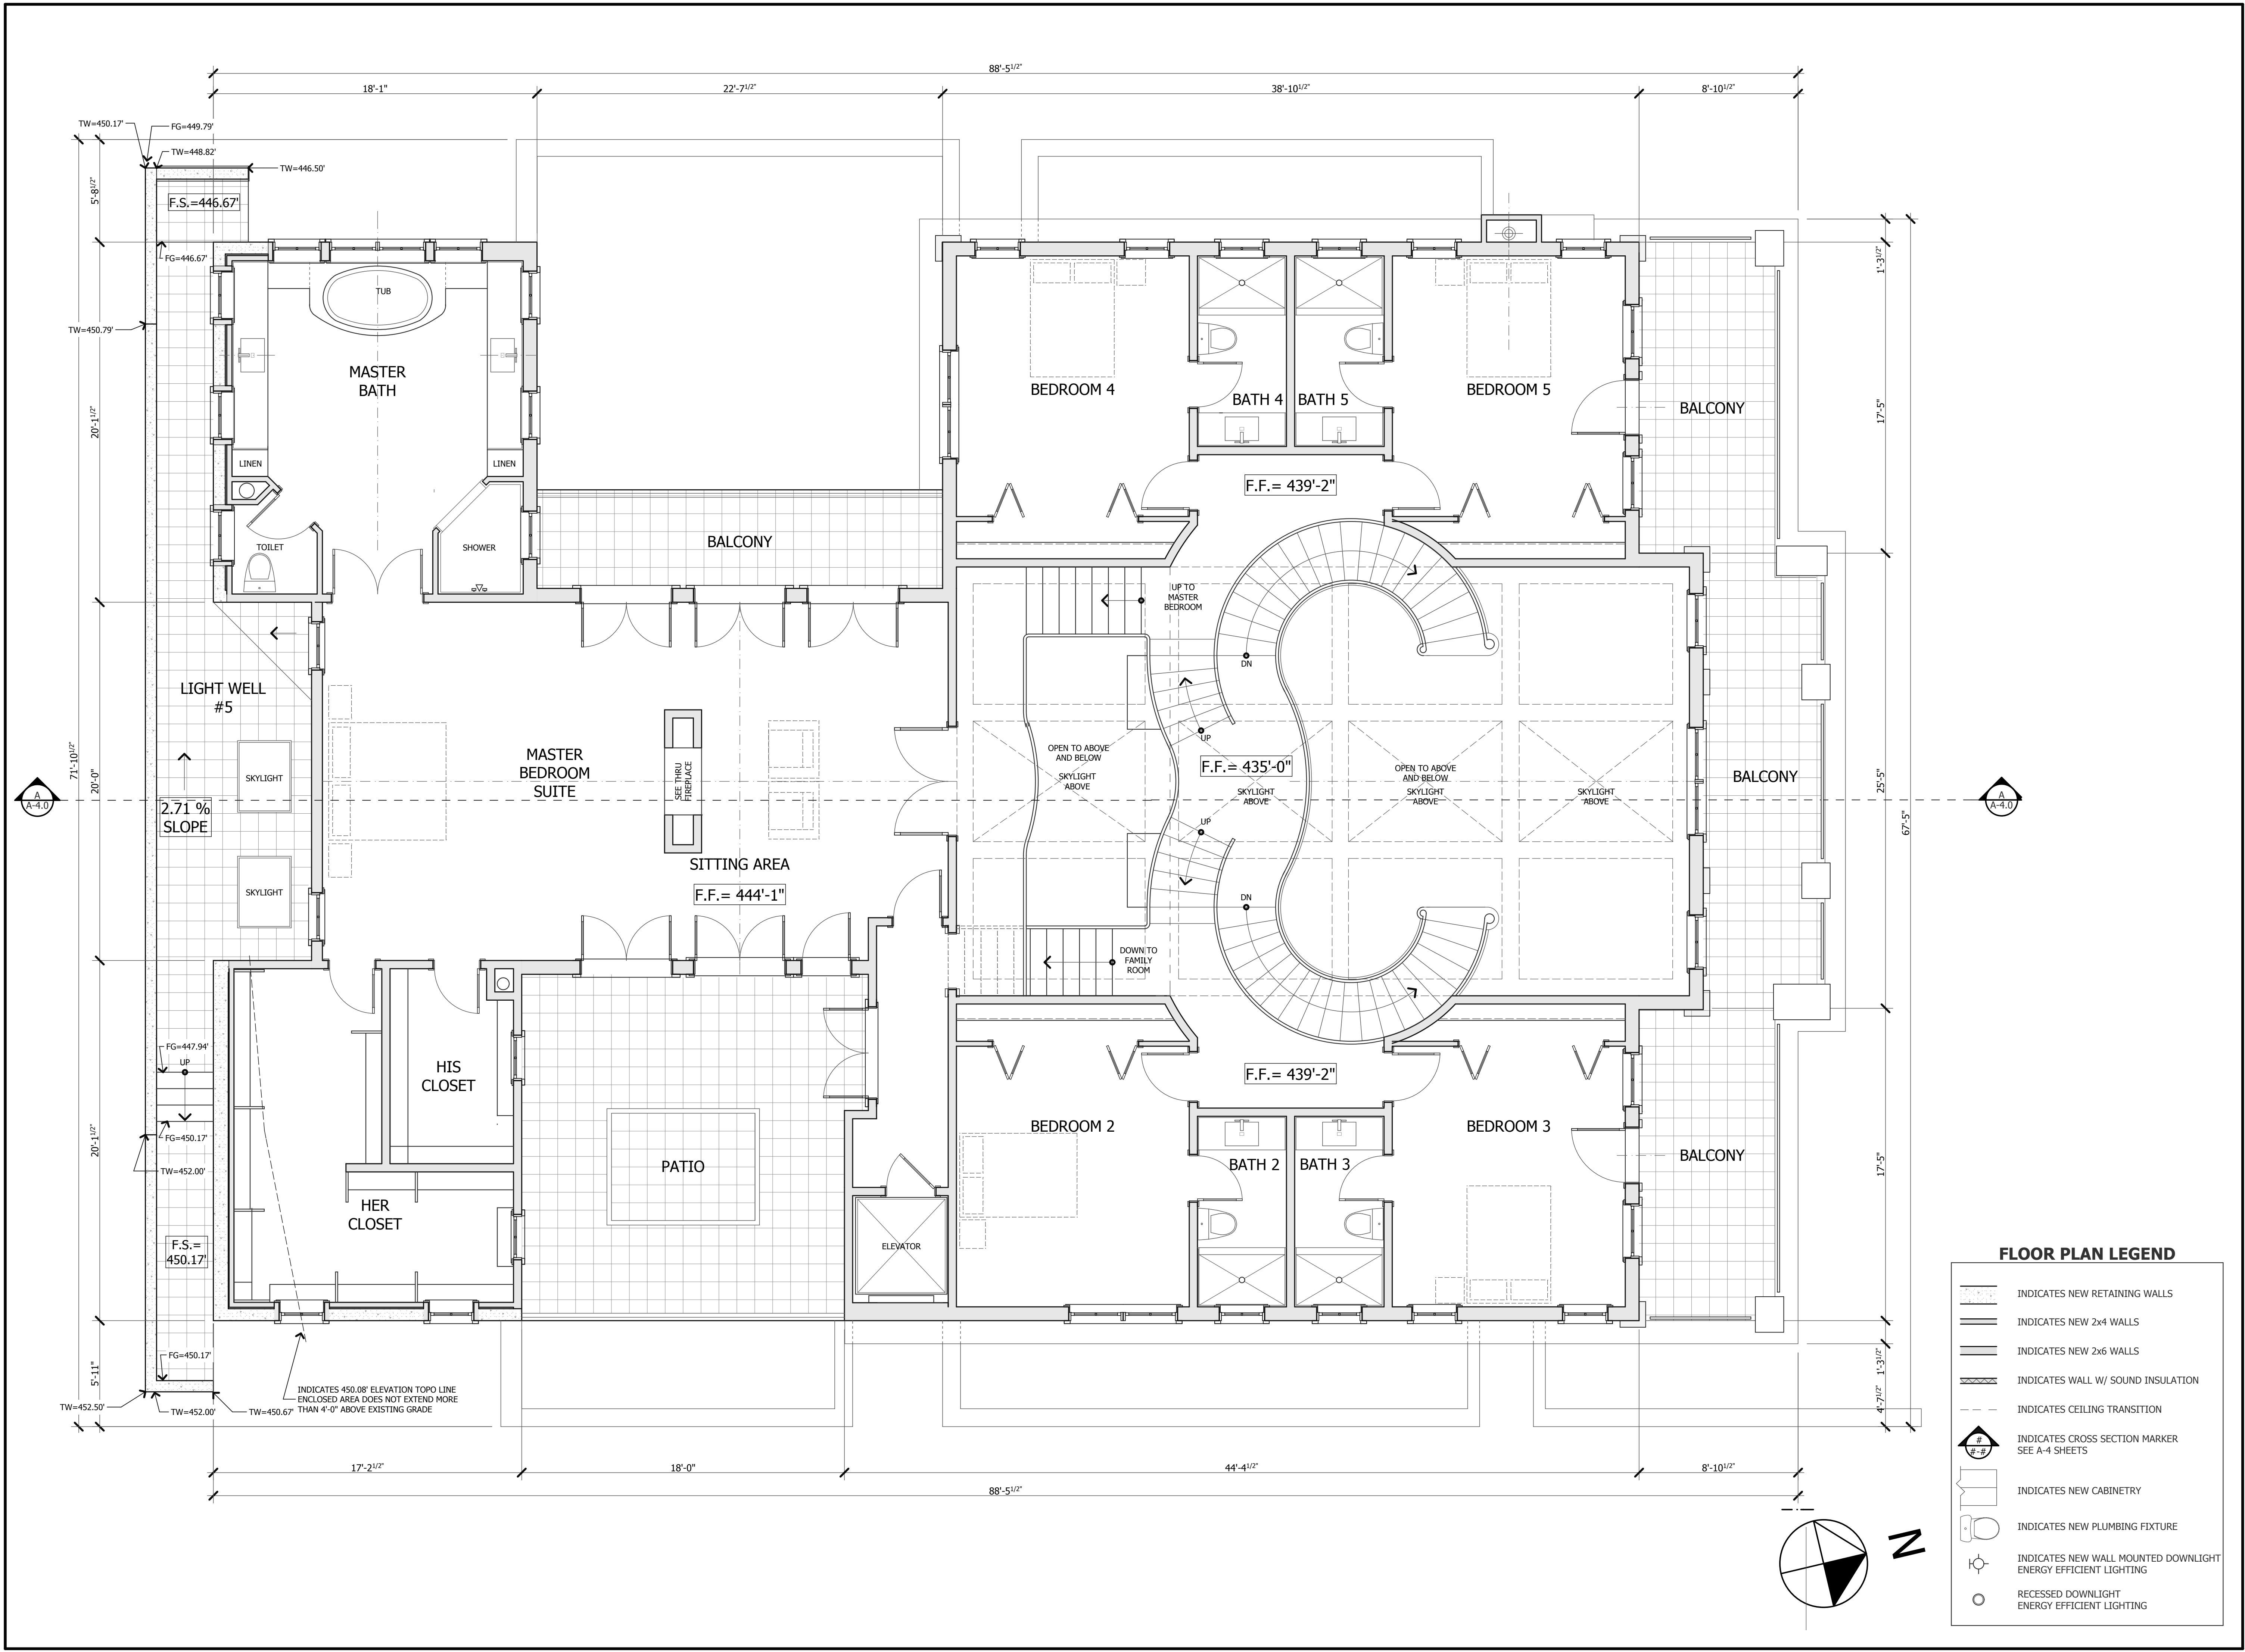 88'-5 1/2"
18'-1"
22'-7 1/2"
38'-10 1/2"
8'-10 1/2"
TW=450.17'
FG=449.79'
TW=448.82'
TW=446.50'
5'-8 1/2"
F.S.=446.67'
FG=446.67'
TW=450.79'
20'-1 1/2"
71'-10 1/2"
20'-0"
20'-1 1/2"
5'-11"
TUB
MASTER
BATH
LINEN
LINEN
TOILET
SHOWER
BALCONY
BEDROOM 4
BATH 4
BATH 5
BEDROOM 5
BALCONY
F.F.= 439'-2"
1'-3 1/2"
17'-5"
25'-5"
67'-5"
17'-5"
1'-3 1/2"
4'-7 1/2"
UP TO
MASTER
BEDROOM
DN
UP
LIGHT WELL
#5
SKYLIGHT
2.71 %
SLOPE
SKYLIGHT
A
A-4.0
MASTER
BEDROOM
SUITE
SEE THRU
FIREPLACE
SITTING AREA
F.F.= 444'-1"
OPEN TO ABOVE
AND BELOW
SKYLIGHT
ABOVE
F.F.= 435'-0"
SKYLIGHT
ABOVE
OPEN TO ABOVE
AND BELOW
SKYLIGHT
ABOVE
SKYLIGHT
ABOVE
BALCONY
A
A-4.0
UP
DN
DOWN TO
FAMILY
ROOM
FG=447.94'
UP
FG=450.17'
TW=452.00'
HIS
CLOSET
HER
CLOSET
F.S.=
450.17'
PATIO
ELEVATOR
F.F.= 439'-2"
BEDROOM 2
BATH 2
BATH 3
BEDROOM 3
BALCONY
FG=450.17'
TW=452.50'
TW=452.00'
TW=450.67'
INDICATES 450.08' ELEVATION TOPO LINE
ENCLOSED AREA DOES NOT EXTEND MORE
THAN 4'-0" ABOVE EXISTING GRADE
17'-2 1/2"
18'-0"
44'-4 1/2"
8'-10 1/2"
88'-5 1/2"
N
FLOOR PLAN LEGEND
INDICATES NEW RETAINING WALLS
INDICATES NEW 2x4 WALLS
INDICATES NEW 2x6 WALLS
INDICATES WALL W/ SOUND INSULATION
INDICATES CEILING TRANSITION
#
#-#
INDICATES CROSS SECTION MARKER
SEE A-4 SHEETS
INDICATES NEW CABINETRY
INDICATES NEW PLUMBING FIXTURE
INDICATES NEW WALL MOUNTED DOWNLIGHT
ENERGY EFFICIENT LIGHTING
RECESSED DOWNLIGHT
ENERGY EFFICIENT LIGHTING